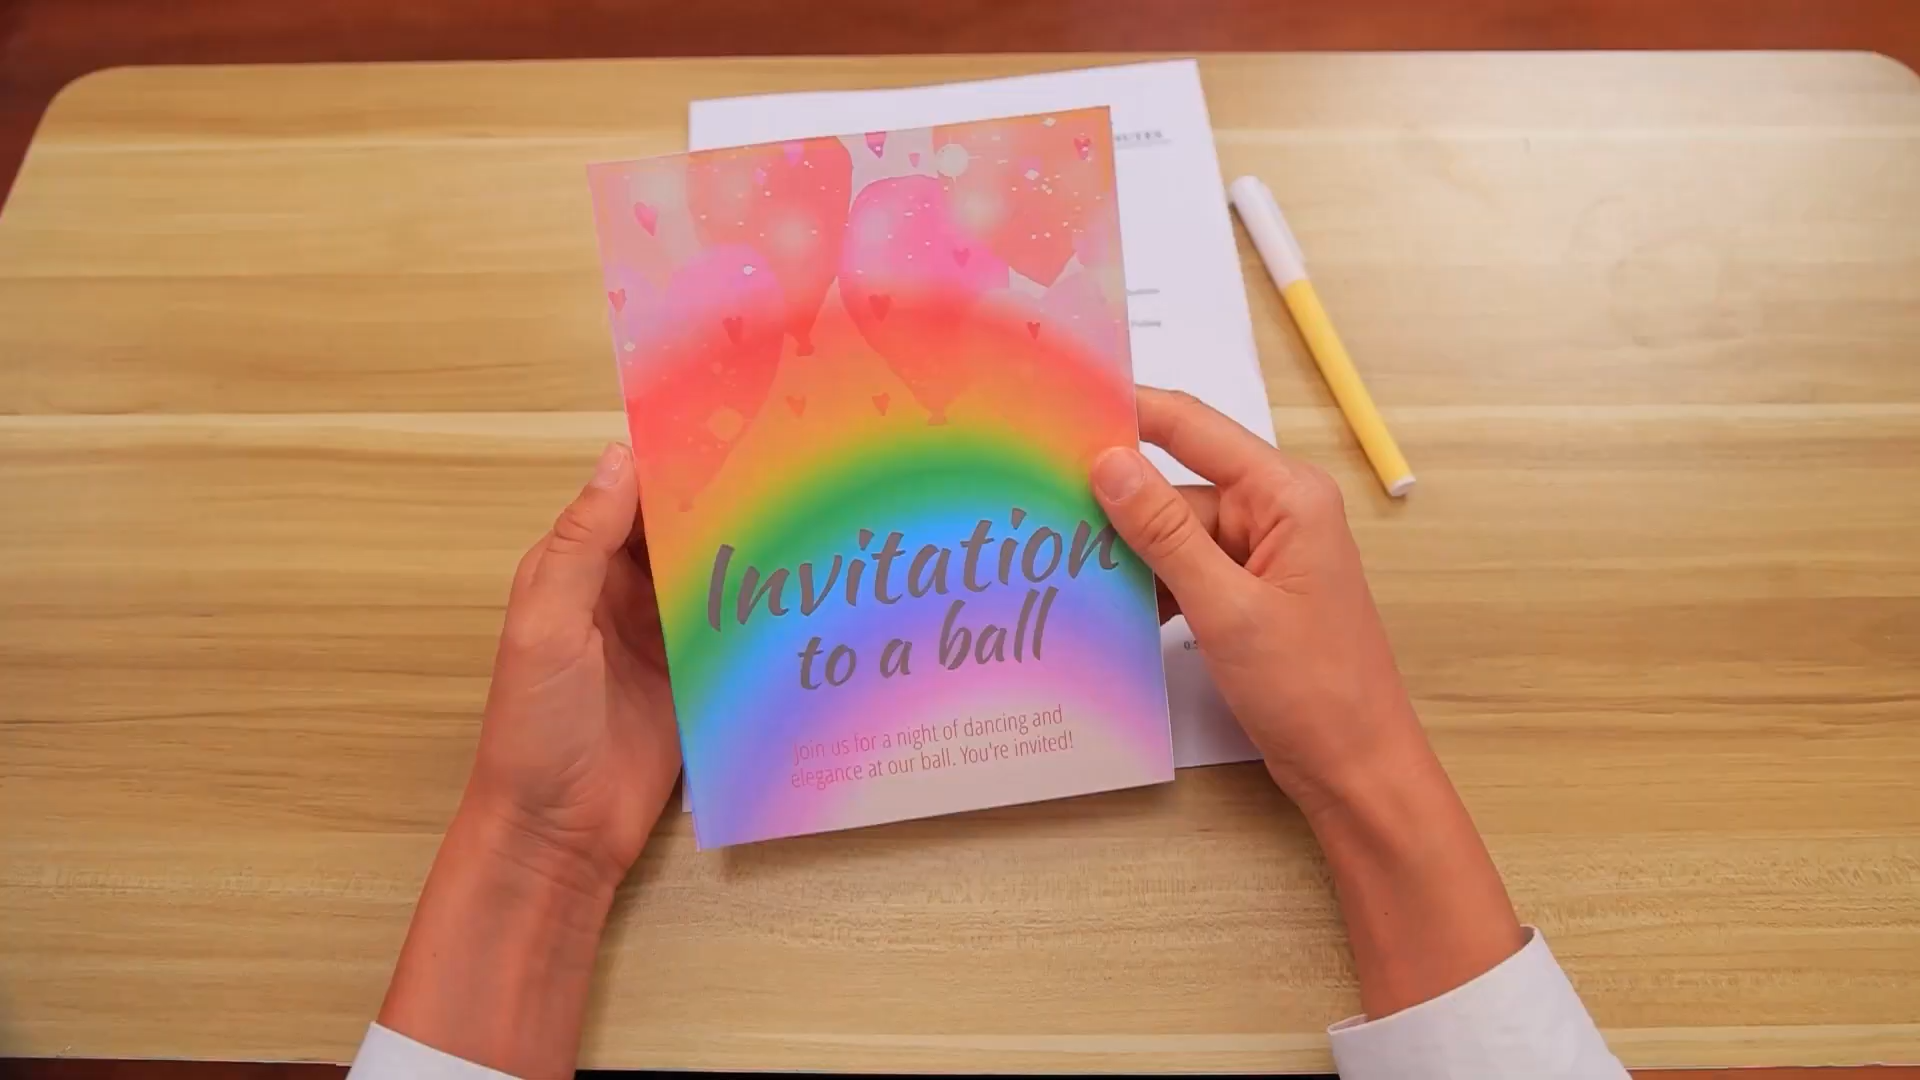 Invitation
to a ball
Join us for a night of dancing and
elegance at our ball. You're invited!